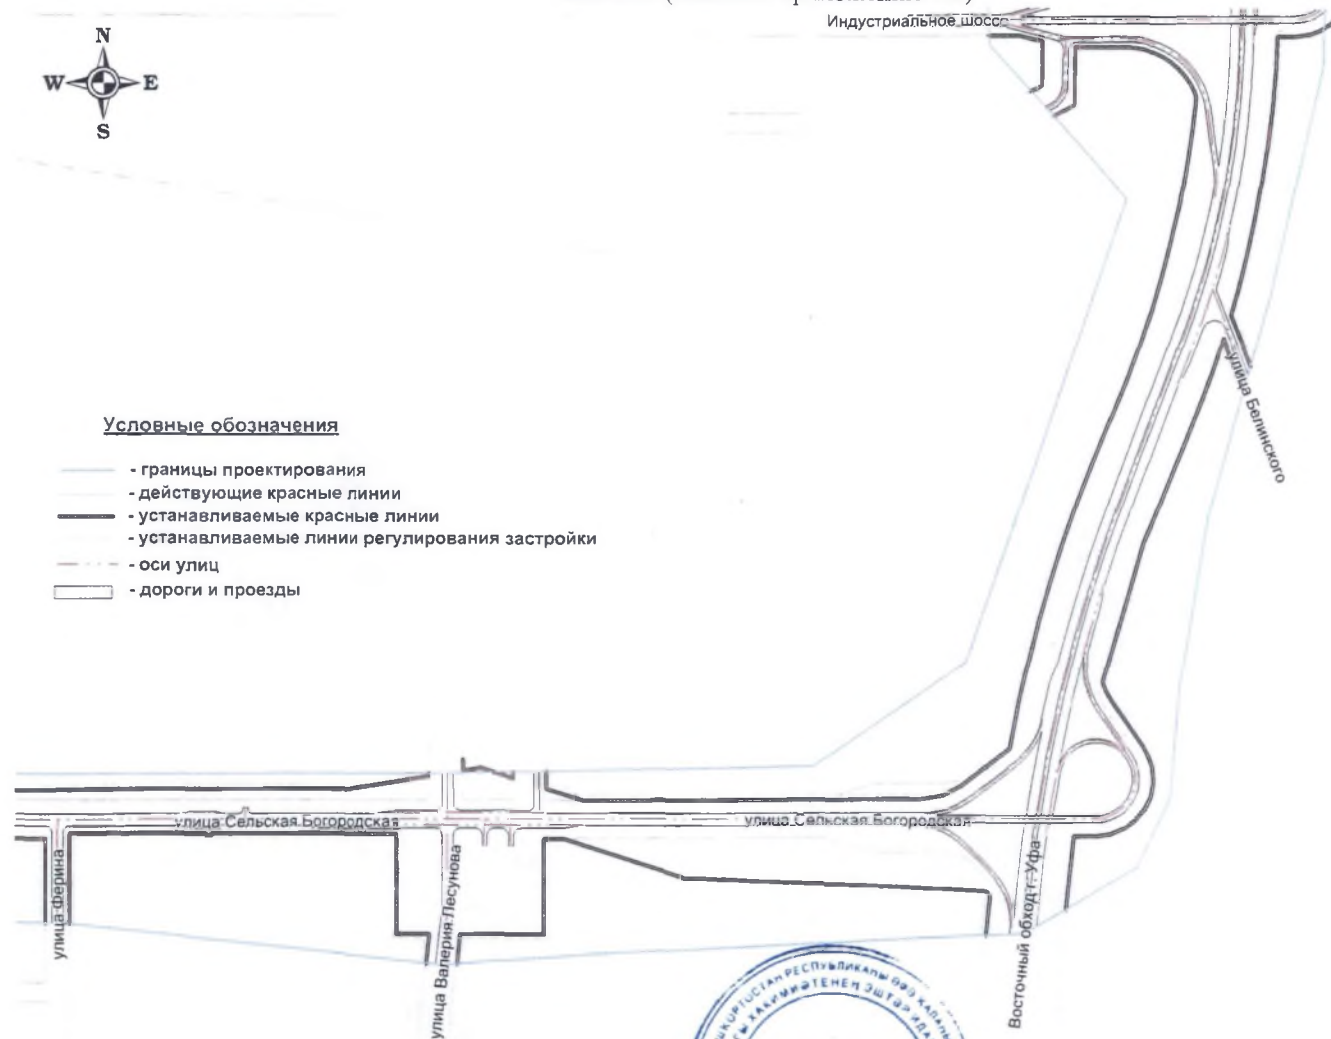 Индустриальное шоссе
N
W
E
S
Условные обозначения
- границы проектирования
- действующие красные линии
- устанавливаемые красные линии
- устанавливаемые линии регулирования застройки
- оси улиц
- дороги и проезды
улица Белинского
улица Сельская Богородская
улица Сельская Богородская
улица Ферина
улица Валерия Лесунова
Восточный обход г. Уфа